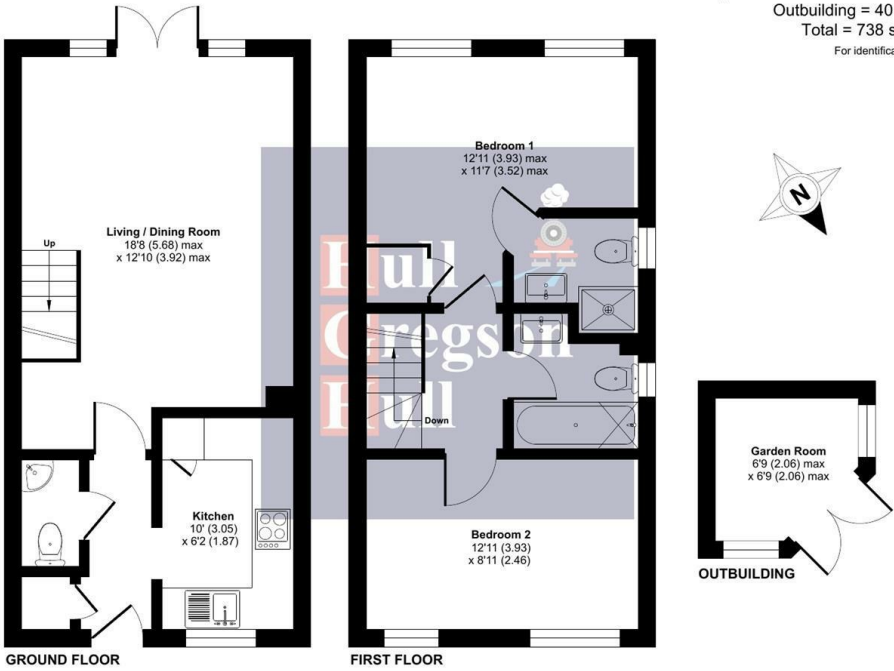 Outbuilding = 40
Total = 738 s
For identifica
Bedroom 1
12'11 (3.93) max
x 11'7 (3.52) max
N
Living / Dining Room
18'8 (5.68) max
x 12'10 (3.92) max
Up
Hull
Gregson
Hull
Down
Garden Room
6'9 (2.06) max
x 6'9 (2.06) max
Kitchen
10' (3.05)
x 6'2 (1.87)
Bedroom 2
12'11 (3.93)
x 8'11 (2.46)
OUTBUILDING
GROUND FLOOR
FIRST FLOOR